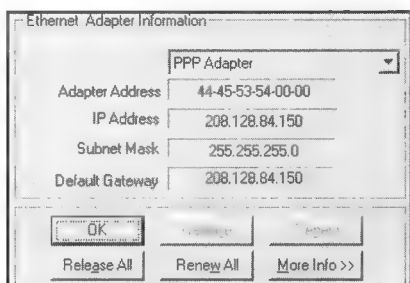 Ethernet Adapter Information
PPP Adapter
Adapter Address 44-45-53-54-00-00
IP Address 208.128.84.150
Subnet Mask 255.255.255.0
Default Gateway 208.128.84.150
OK
Release All Renew All More Info >>